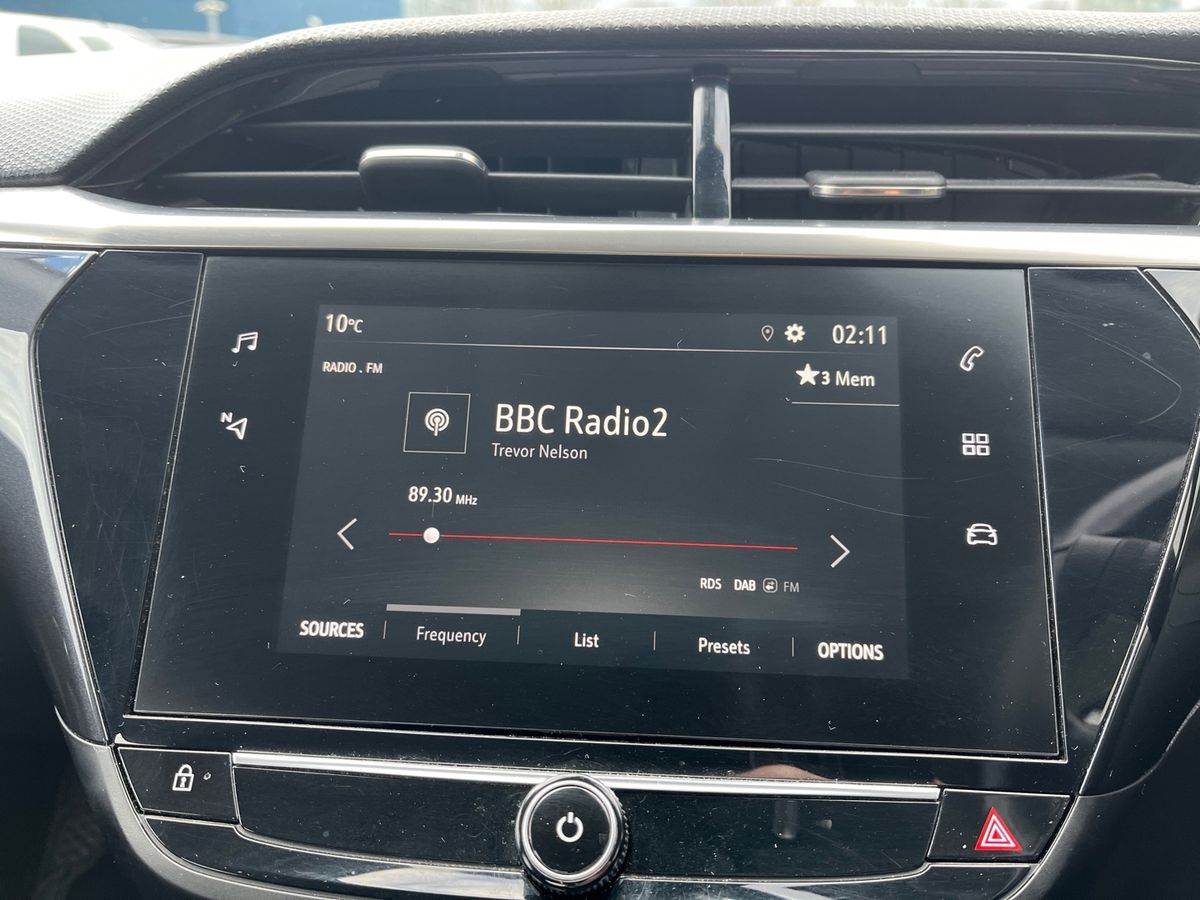 10°C 02:11
RADIO . FM
3 Mem
BBC Radio2
Trevor Nelson
N
89.30 MHz
RDS DAB FM
SOURCES Frequency List Presets OPTIONS